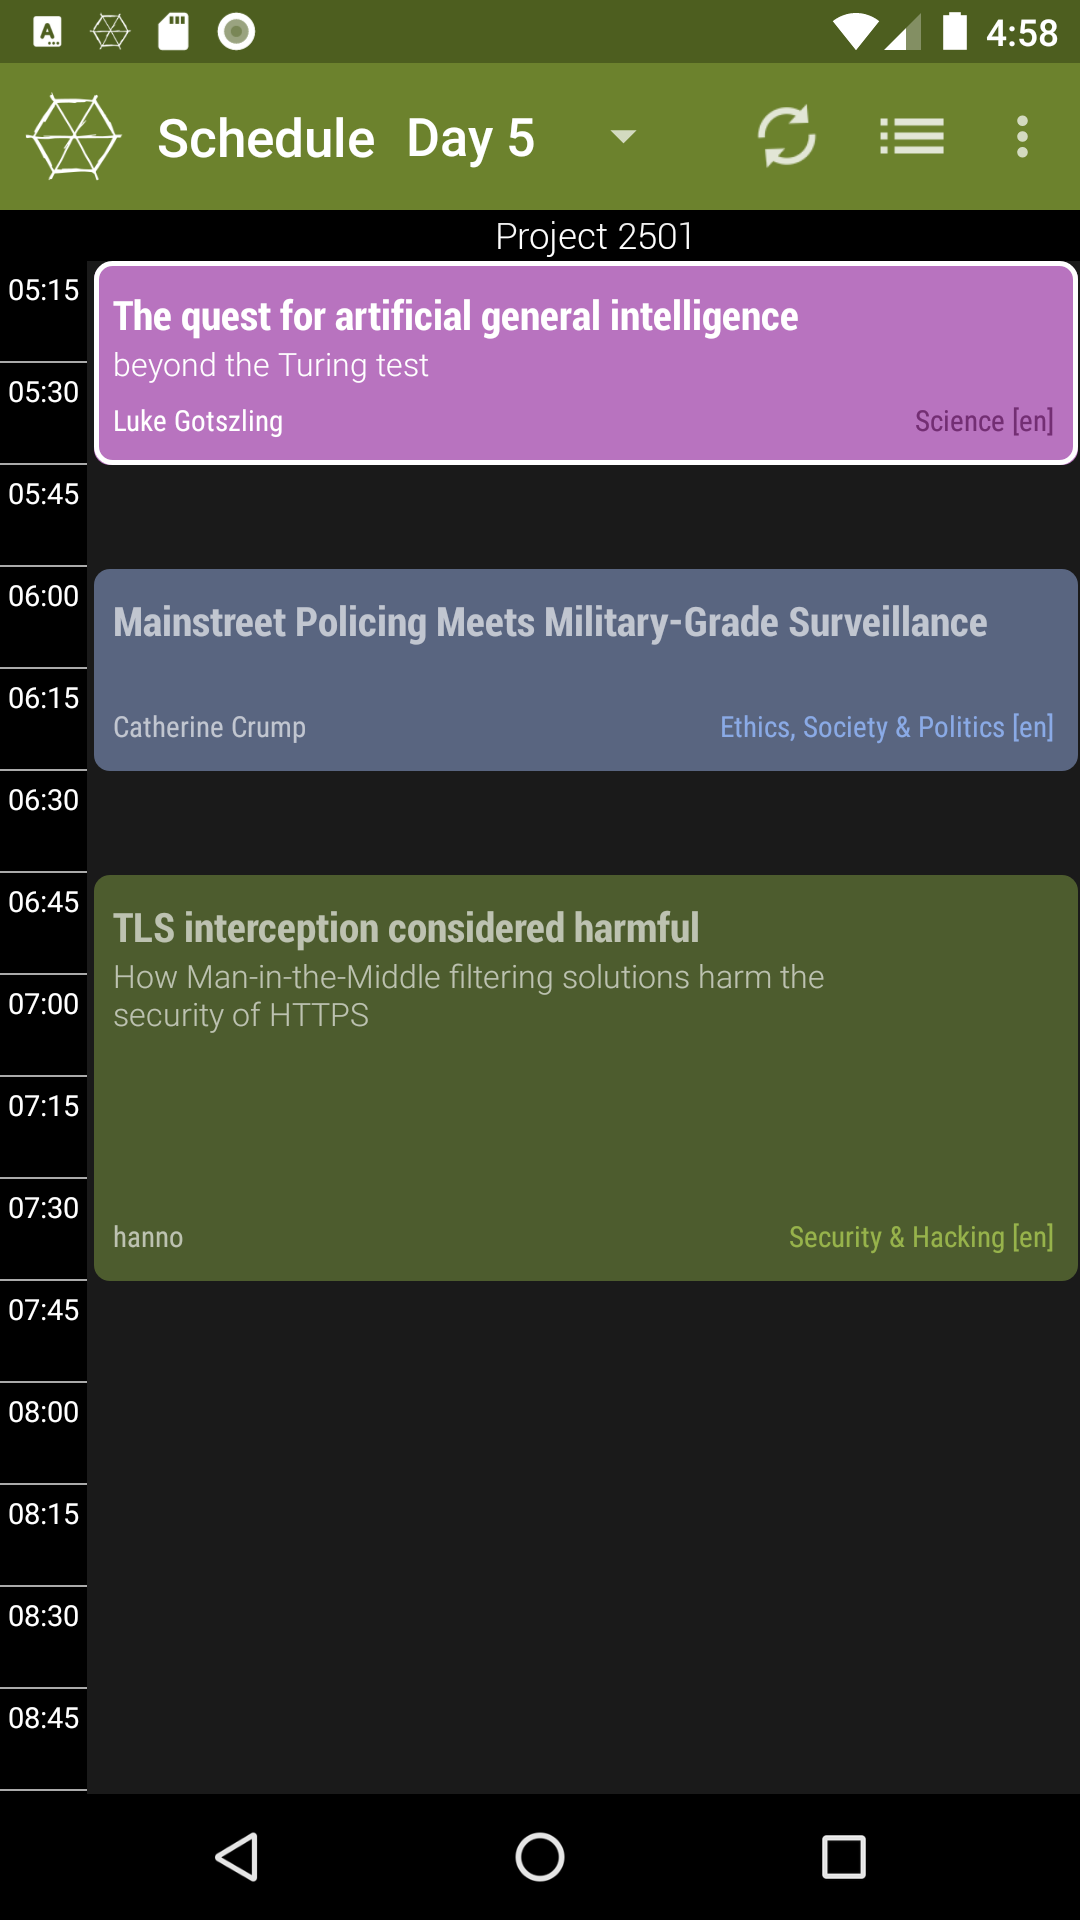 4:58
Schedule Day 5
Project 2501
05:15
The quest for artificial general intelligence
beyond the Turing test
05:30
Luke Gotszling Science [en]
05:45
06:00
Mainstreet Policing Meets Military-Grade Surveillance
06:15
Catherine Crump Ethics, Society & Politics [en]
06:30
06:45
TLS interception considered harmful
How Man-in-the-Middle filtering solutions harm the
07:00
security of HTTPS
07:15
07:30
hanno Security & Hacking [en]
07:45
08:00
08:15
08:30
08:45